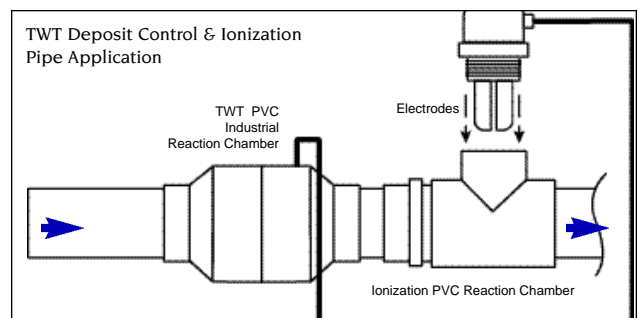 TWT Deposit Control & Ionization
Pipe Application
TWT PVC
Industrial
Reaction Chamber
Electrodes
Ionization PVC Reaction Chamber